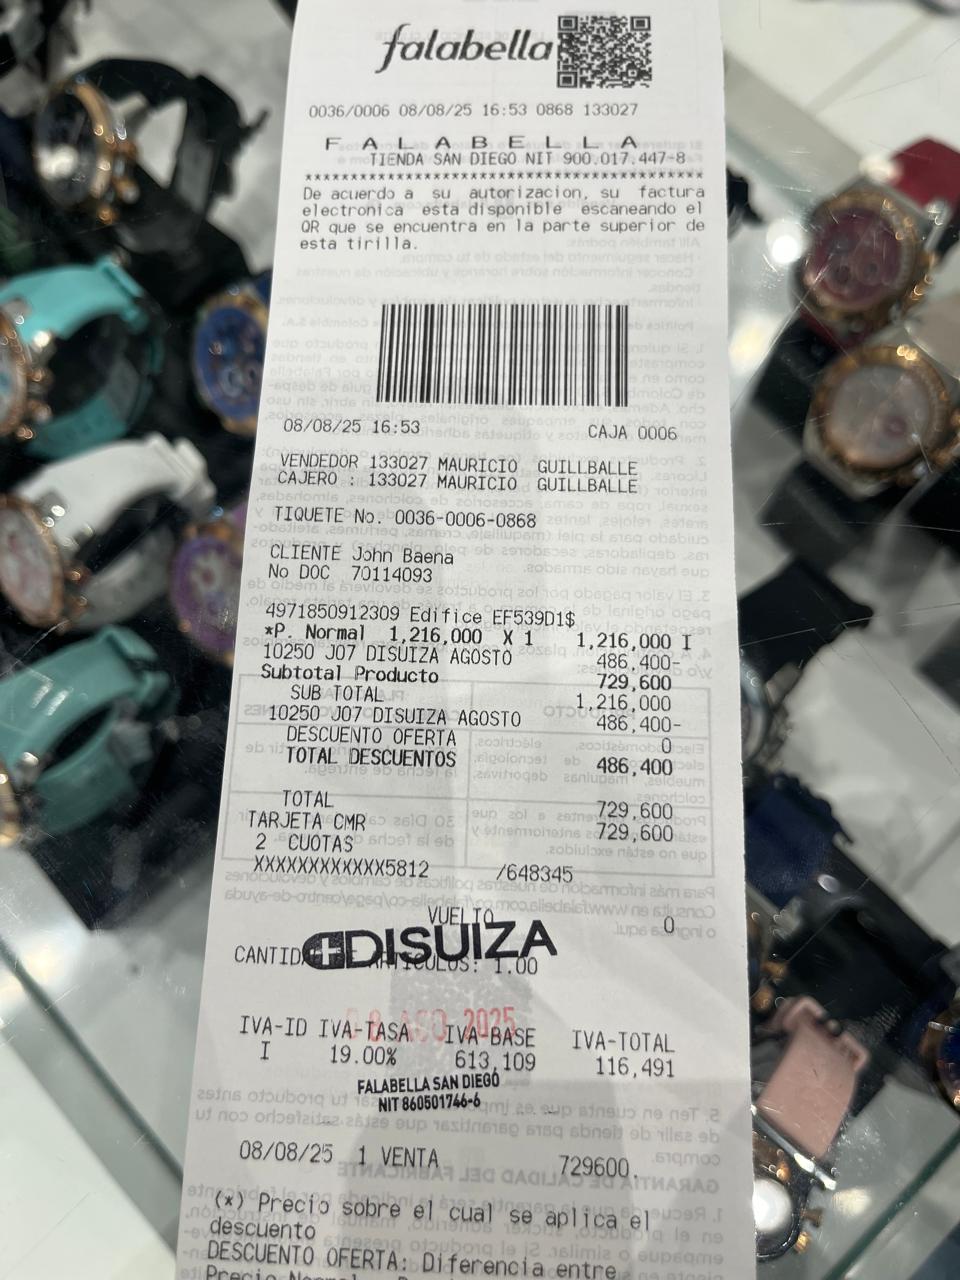 falabella
0036/0006 08/08/25 16:53 0868 133027
F A L A B E L L A
TIENDA SAN DIEGO NIT 900.017.447-8
De acuerdo a su autorizacion, su factura
electronica esta disponible escaneando el
QR que se encuentra en la parte superior de
esta tirilla.
08/08/25 16:53 CAJA 0006
VENDEDOR 133027 MAURICIO GUILLBALLE
CAJERO : 133027 MAURICIO GUILLBALLE
TIQUETE No. 0036-0006-0868
CLIENTE John Baena
No DOC 70114093
4971850912309 Edifice EF539D1$
*P. Normal 1,216,000 X 1 1,216,000 I
10250 J07 DISUIZA AGOSTO 486,400-
Subtotal Producto 729,600
SUB TOTAL 1,216,000
10250 J07 DISUIZA AGOSTO 486,400-
DESCUENTO OFERTA 0
TOTAL DESCUENTOS 486,400
TOTAL 729,600
TARJETA CMR 729,600
2 CUOTAS
XXXXXXXXXXXX5812 /648345
VUELTO 0
DISUIZA
1.00
08 AGO 2025
IVA-ID IVA-TASA IVA-BASE IVA-TOTAL
I 19.00% 613,109 116,491
FALABELLA SAN DIEGO
NIT 860501746-6
08/08/25 1 VENTA 729600.
(*) Precio sobre el cual se aplica el
descuento
DESCUENTO OFERTA: Diferencia entre
Precio Normal